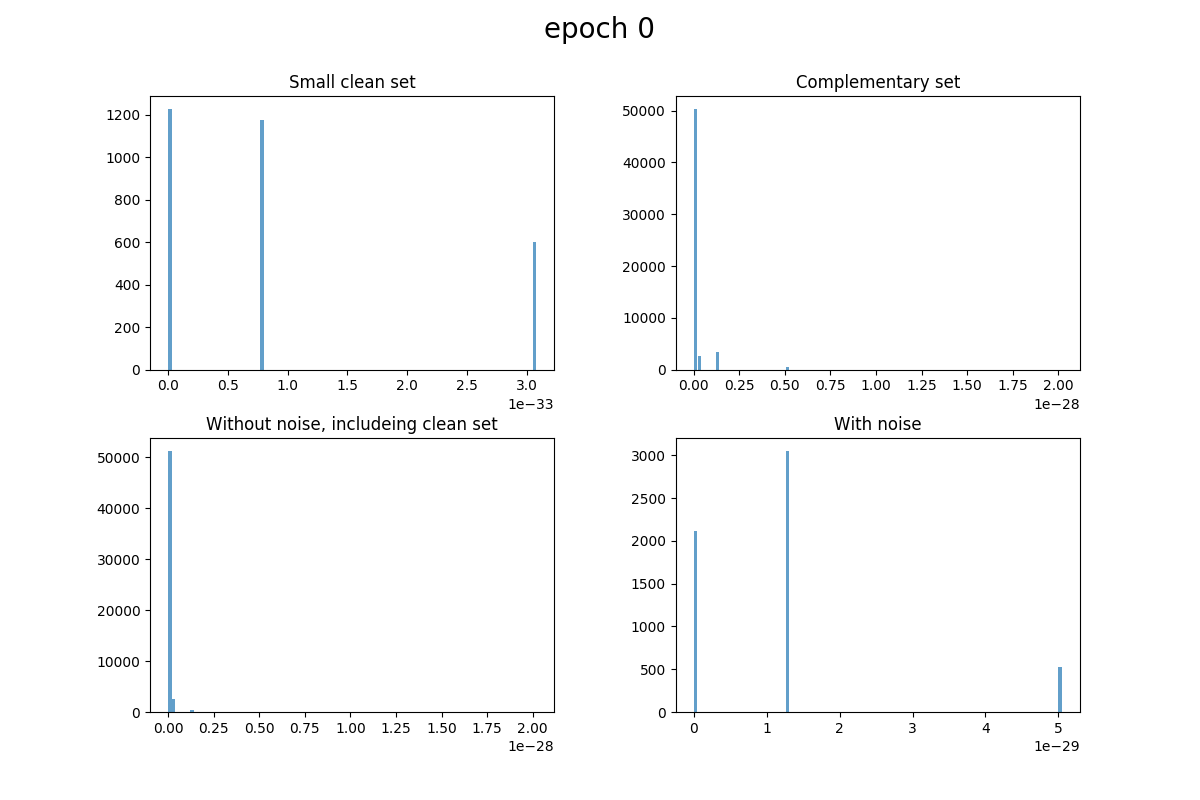 epoch 0
Small clean set
1200
1000
800
600
400
200
0
0.0 0.5 1.0 1.5 2.0 2.5 3.0
1e−33
Complementary set
50000
40000
30000
20000
10000
0
0.00 0.25 0.50 0.75 1.00 1.25 1.50 1.75 2.00
1e−28
Without noise, includeing clean set
50000
40000
30000
20000
10000
0
0.00 0.25 0.50 0.75 1.00 1.25 1.50 1.75 2.00
1e−28
With noise
3000
2500
2000
1500
1000
500
0
0 1 2 3 4 5
1e−29